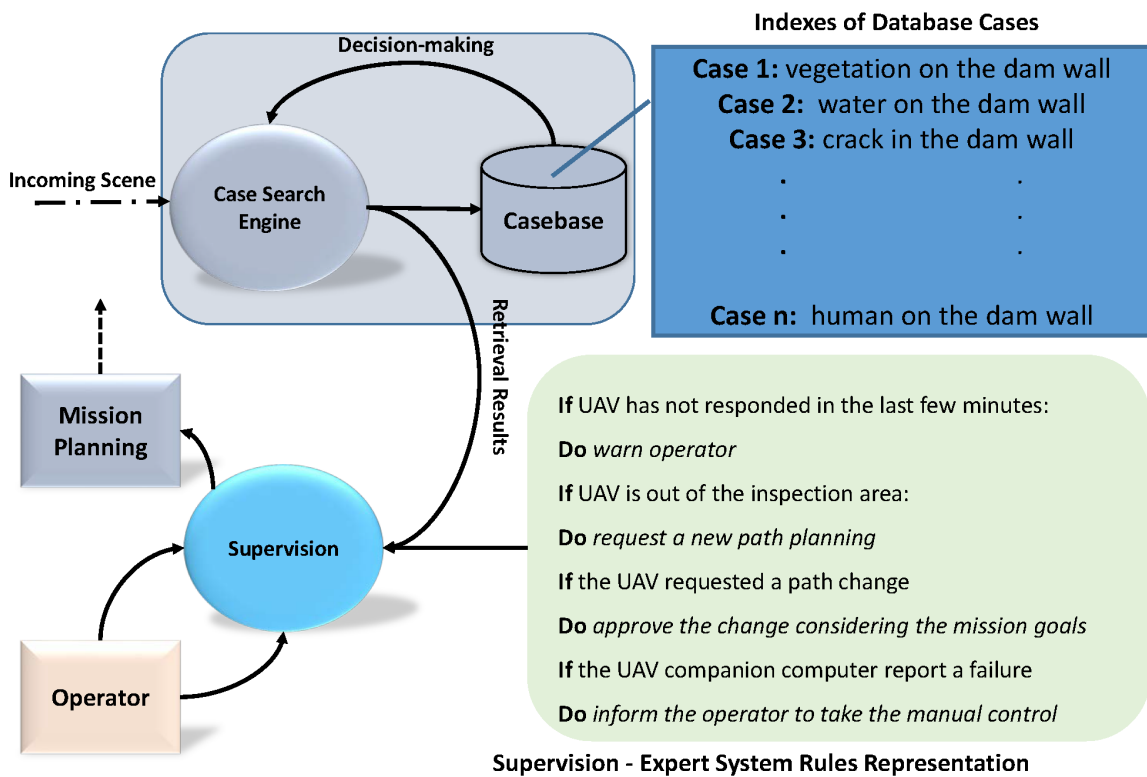 Indexes of Database Cases
Decision-making
Case 1: vegetation on the dam wall
Case 2: water on the dam wall
Case 3: crack in the dam wall
. .
. .
. .
Case n: human on the dam wall
Incoming Scene
Case Search
Engine
Casebase
Retrieval Results
Mission
Planning
Supervision
Operator
If UAV has not responded in the last few minutes:
Do warn operator
If UAV is out of the inspection area:
Do request a new path planning
If the UAV requested a path change
Do approve the change considering the mission goals
If the UAV companion computer report a failure
Do inform the operator to take the manual control
Supervision - Expert System Rules Representation